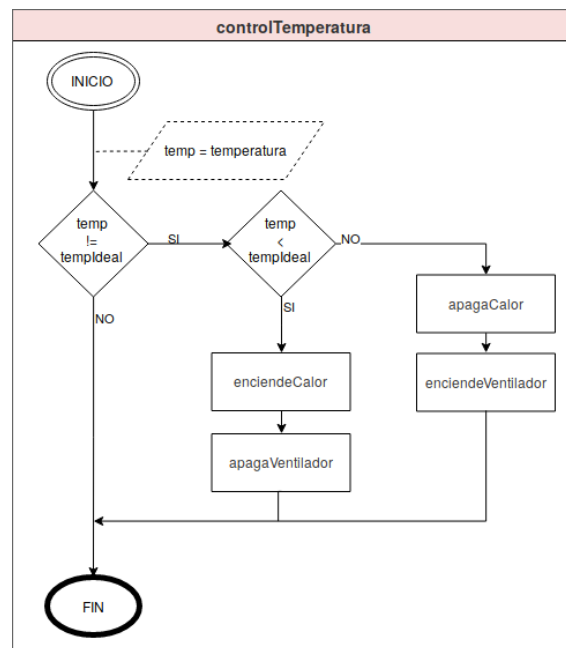 controlTemperatura
INICIO
temp = temperatura
temp
!=
tempIdeal
SI
temp
<
tempIdeal
NO
apagaCalor
NO
SI
enciendeCalor
enciendeVentilador
apagaVentilador
FIN